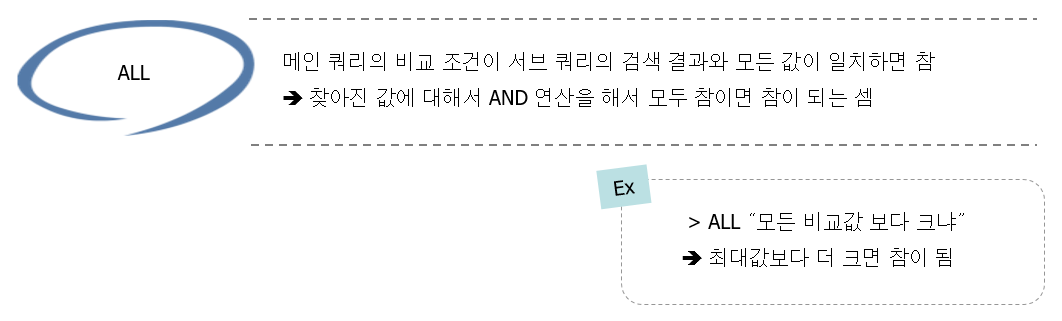 ALL
메인 쿼리의 비교 조건이 서브 쿼리의 검색 결과와 모든 값이 일치하면 참
➔ 찾아진 값에 대해서 AND 연산을 해서 모두 참이면 참이 되는 셈
Ex
> ALL “모든 비교값 보다 크냐”
➔ 최대값보다 더 크면 참이 됨